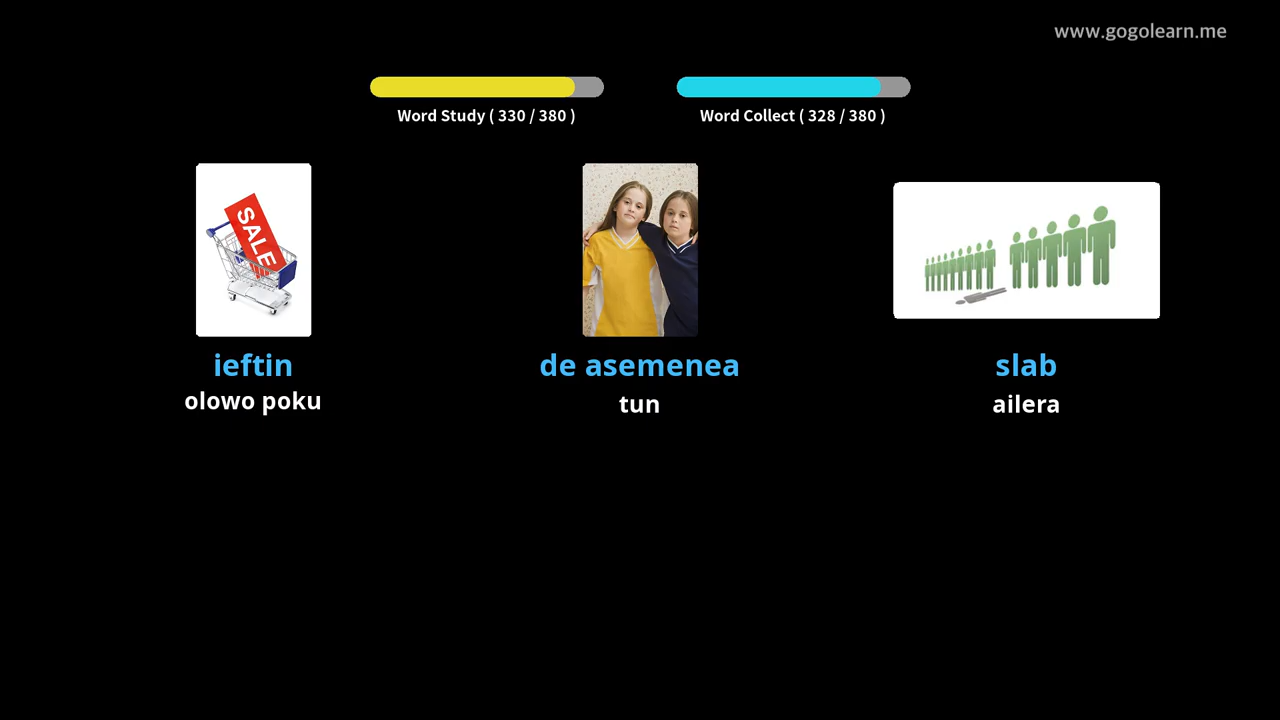 www.gogolearn.me
Word Study ( 330 / 380 )
Word Collect ( 328 / 380 )
SALE
ieftin
de asemenea
slab
olowo poku
tun
ailera